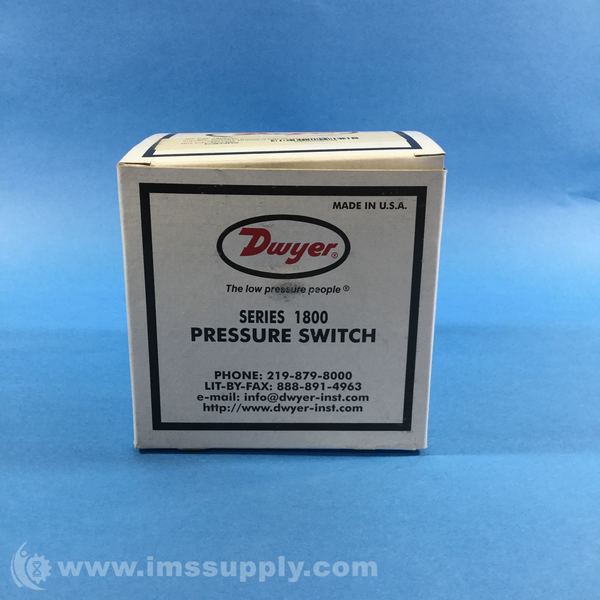 MADE IN U.S.A.
Dwyer®
The low pressure people®
SERIES 1800
PRESSURE SWITCH
PHONE: 219-879-8000
LIT-BY-FAX: 888-891-4963
e-mail: info@dwyer-inst.com
http://www.dwyer-inst.com
www.imssupply.com